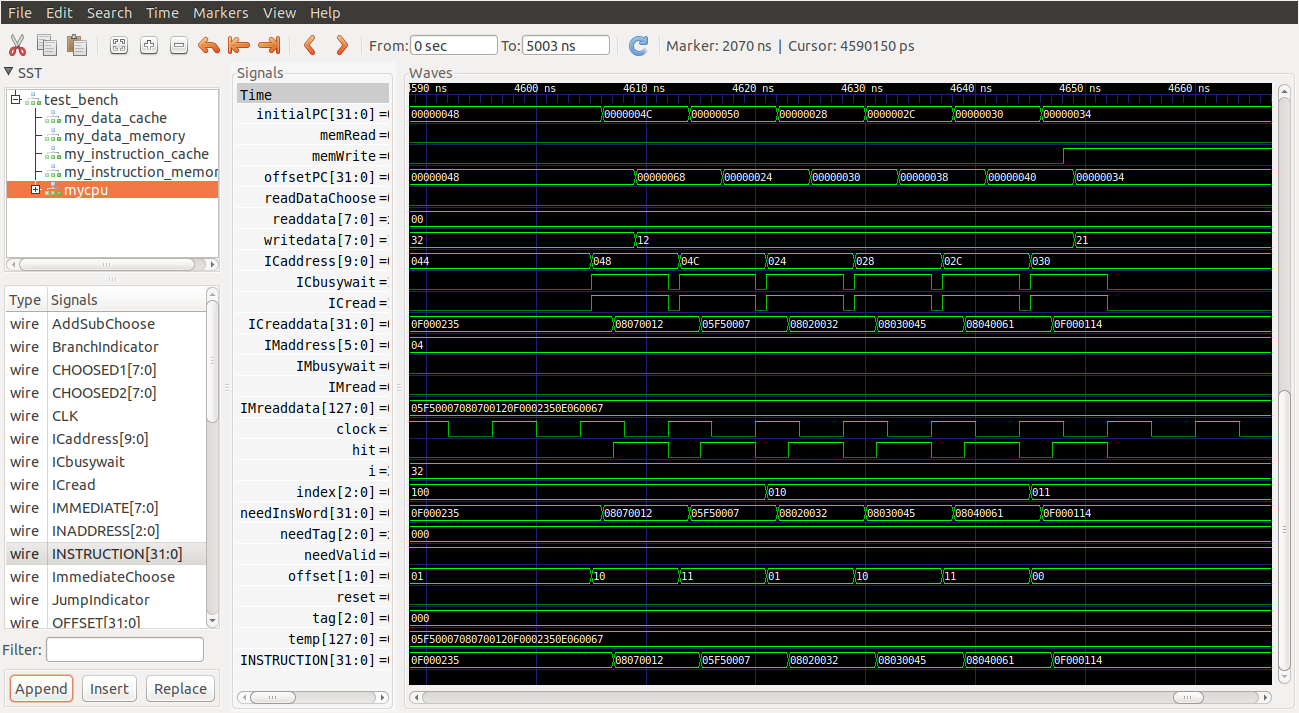 File Edit Search Time Markers View Help
From: 0 sec To: 5003 ns Marker: 2070 ns | Cursor: 4590150 ps
SST
test_bench
my_data_cache
my_data_memory
my_instruction_cache
my_instruction_memor
mycpu
Type Signals
wire AddSubChoose
wire BranchIndicator
wire CHOOSED1[7:0]
wire CHOOSED2[7:0]
wire CLK
wire ICaddress[9:0]
wire ICbusywait
wire ICread
wire IMMEDIATE[7:0]
wire INADDRESS[2:0]
wire INSTRUCTION[31:0]
wire ImmediateChoose
wire JumpIndicator
wire OFFSET[31:0]
Filter:
Append Insert Replace
Signals
Time
initialPC[31:0] =
memRead =
memWrite =
offsetPC[31:0] =
readDataChoose =
readdata[7:0] =
writedata[7:0] =
ICaddress[9:0] =
ICbusywait =
ICread =
ICreaddata[31:0] =
IMaddress[5:0] =
IMbusywait =
IMread =
IMreaddata[127:0] =
clock =
hit =
i =
index[2:0] =
needInsWord[31:0] =
needTag[2:0] =
needValid =
offset[1:0] =
reset =
tag[2:0] =
temp[127:0] =
INSTRUCTION[31:0] =
Waves
4590 ns 4600 ns 4610 ns 4620 ns 4630 ns 4640 ns 4650 ns 4660 ns
00000048 0000004C 00000050 00000028 0000002C 00000030 00000034
00000048 00000068 00000024 00000030 00000038 00000040 00000034
00
32 12 21
044 048 04C 024 028 02C 030
0F000235 08070012 05F50007 08020032 08030045 08040061 0F000114
04
05F50007080700120F0002350E060067
32
100 010 011
0F000235 08070012 05F50007 08020032 08030045 08040061 0F000114
000
01 10 11 01 10 11 00
000
05F50007080700120F0002350E060067
0F000235 08070012 05F50007 08020032 08030045 08040061 0F000114